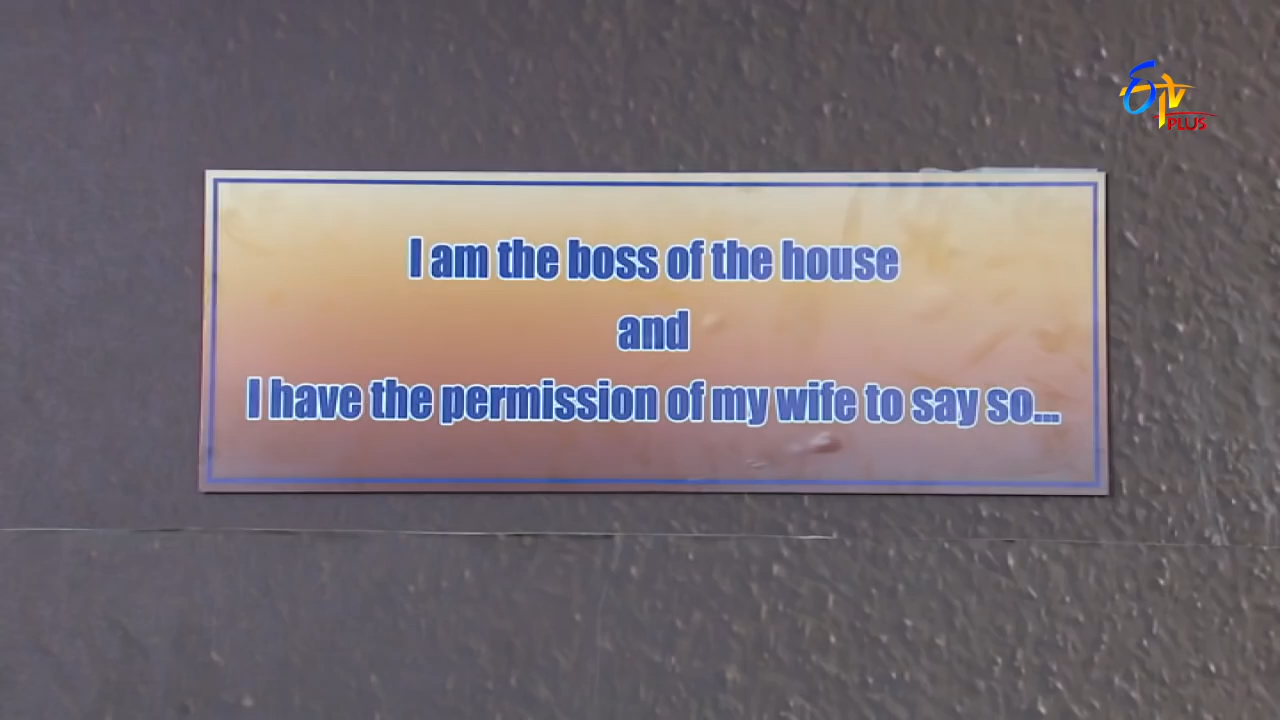 ETV
PLUS
I am the boss of the house
and
I have the permission of my wife to say so...